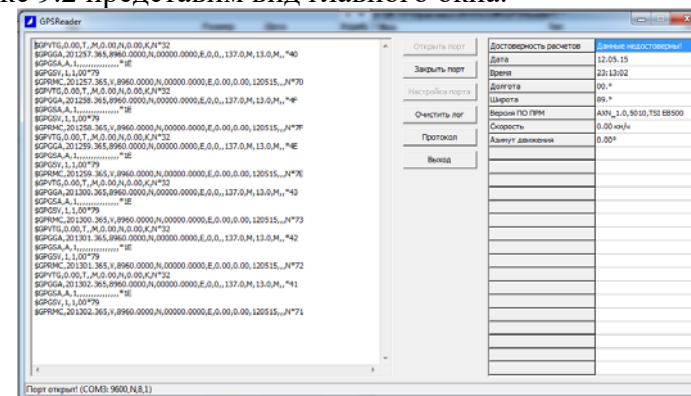 ке 9.2 представим вид главного окна.
GPSReader
$GPVTG,0.00,T,,M,0.00,N,0.00,K,N*32
$GPGGA,201257.365,8960.0000,N,00000.0000,E,0,0,,137.0,M,13.0,M,,*40
$GPGSA,A,1,,,,,,,,,,,,,,,*1E
$GPGSV,1,1,00*79
$GPRMC,201257.365,V,8960.0000,N,00000.0000,E,0.00,0.00,120515,,,N*70
$GPVTG,0.00,T,,M,0.00,N,0.00,K,N*32
$GPGGA,201258.365,8960.0000,N,00000.0000,E,0,0,,137.0,M,13.0,M,,*4F
$GPGSA,A,1,,,,,,,,,,,,,,,*1E
$GPGSV,1,1,00*79
$GPRMC,201258.365,V,8960.0000,N,00000.0000,E,0.00,0.00,120515,,,N*7F
$GPVTG,0.00,T,,M,0.00,N,0.00,K,N*32
$GPGGA,201259.365,8960.0000,N,00000.0000,E,0,0,,137.0,M,13.0,M,,*4E
$GPGSA,A,1,,,,,,,,,,,,,,,*1E
$GPGSV,1,1,00*79
$GPRMC,201259.365,V,8960.0000,N,00000.0000,E,0.00,0.00,120515,,,N*7E
$GPVTG,0.00,T,,M,0.00,N,0.00,K,N*32
$GPGGA,201300.365,8960.0000,N,00000.0000,E,0,0,,137.0,M,13.0,M,,*43
$GPGSA,A,1,,,,,,,,,,,,,,,*1E
$GPGSV,1,1,00*79
$GPRMC,201300.365,V,8960.0000,N,00000.0000,E,0.00,0.00,120515,,,N*73
$GPVTG,0.00,T,,M,0.00,N,0.00,K,N*32
$GPGGA,201301.365,8960.0000,N,00000.0000,E,0,0,,137.0,M,13.0,M,,*42
$GPGSA,A,1,,,,,,,,,,,,,,,*1E
$GPGSV,1,1,00*79
$GPRMC,201301.365,V,8960.0000,N,00000.0000,E,0.00,0.00,120515,,,N*72
$GPVTG,0.00,T,,M,0.00,N,0.00,K,N*32
$GPGGA,201302.365,8960.0000,N,00000.0000,E,0,0,,137.0,M,13.0,M,,*41
$GPGSA,A,1,,,,,,,,,,,,,,,*1E
$GPGSV,1,1,00*79
$GPRMC,201302.365,V,8960.0000,N,00000.0000,E,0.00,0.00,120515,,,N*71
Открыть порт
Закрыть порт
Настройка порта
Очистить лог
Протокол
Выход
Достоверность расчетов Данные недостоверны!
Дата 12.05.15
Время 23:13:02
Долгота 00.°
Широта 89.°
Версия ПО ПРМ AXN_1.0,5010,TSI EB500
Скорость 0.00 км/ч
Азимут движения 0.00°
Порт открыт! (COM3: 9600,N,8,1)